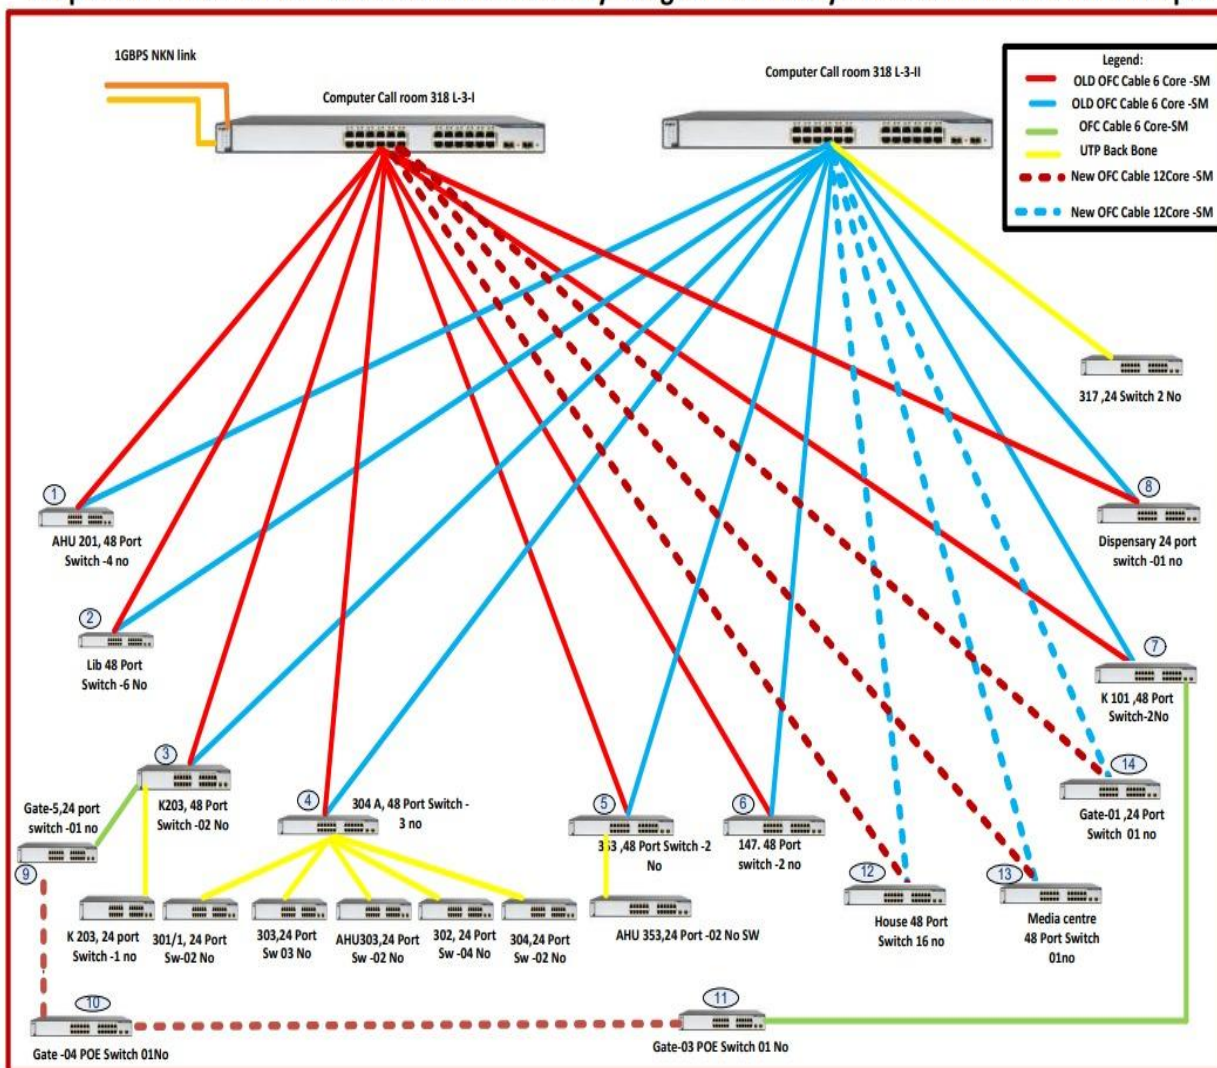 1GBPS NKN link
Computer Call room 318 L-3-I
Computer Call room 318 L-3-II
Legend:
OLD OFC Cable 6 Core -SM
OLD OFC Cable 6 Core -SM
OFC Cable 6 Core-SM
UTP Back Bone
New OFC Cable 12Core -SM
New OFC Cable 12Core -SM
317 ,24 Switch 2 No
1
AHU 201, 48 Port
Switch -4 no
8
Dispensary 24 port
switch -01 no
2
Lib 48 Port
Switch -6 No
7
K 101 ,48 Port
Switch-2No
3
K203, 48 Port
Switch -02 No
Gate-5,24 port
switch -01 no
9
4
304 A, 48 Port Switch -
3 no
5
353 ,48 Port Switch -2
No
6
147. 48 Port
switch -2 no
14
Gate-01 ,24 Port
Switch 01 no
12
House 48 Port
Switch 16 no
13
Media centre
48 Port Switch
01no
K 203, 24 port
Switch -1 no
301/1, 24 Port
Sw-02 No
303,24 Port
Sw 03 No
AHU303,24 Port
Sw -02 No
302, 24 Port
Sw -04 No
304,24 Port
Sw -02 No
AHU 353,24 Port -02 No SW
10
Gate -04 POE Switch 01No
11
Gate-03 POE Switch 01 No